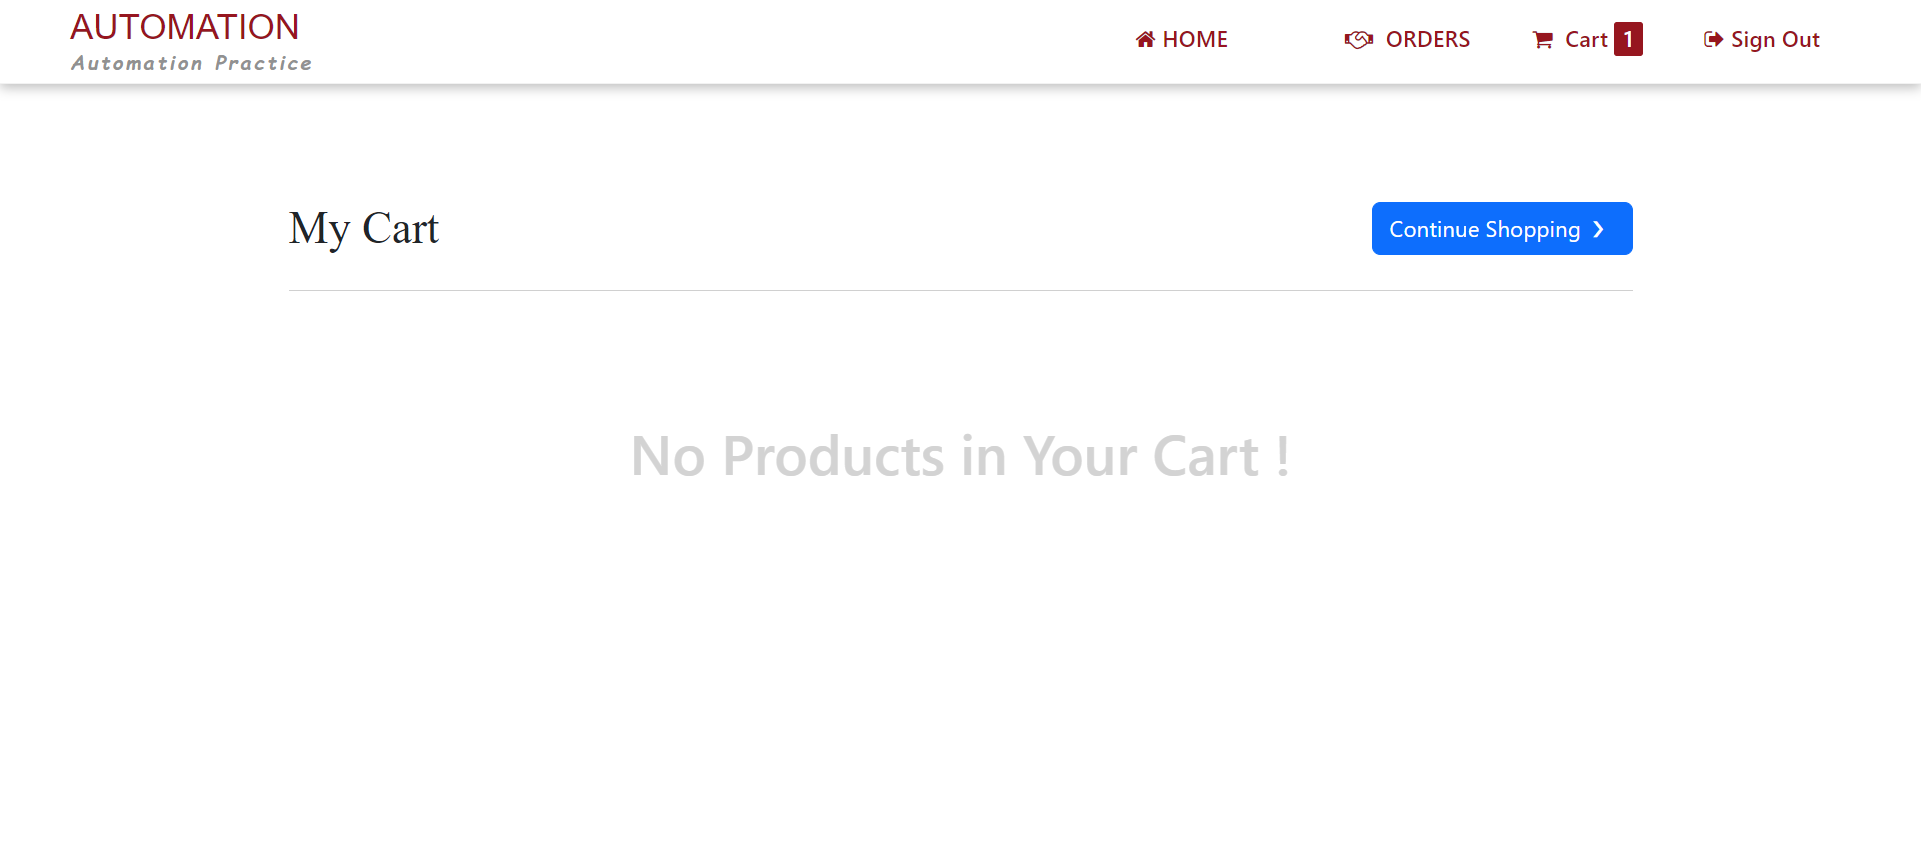 AUTOMATION
Automation Practice
HOME
ORDERS
Cart 1
Sign Out
My Cart
Continue Shopping ❯
No Products in Your Cart !